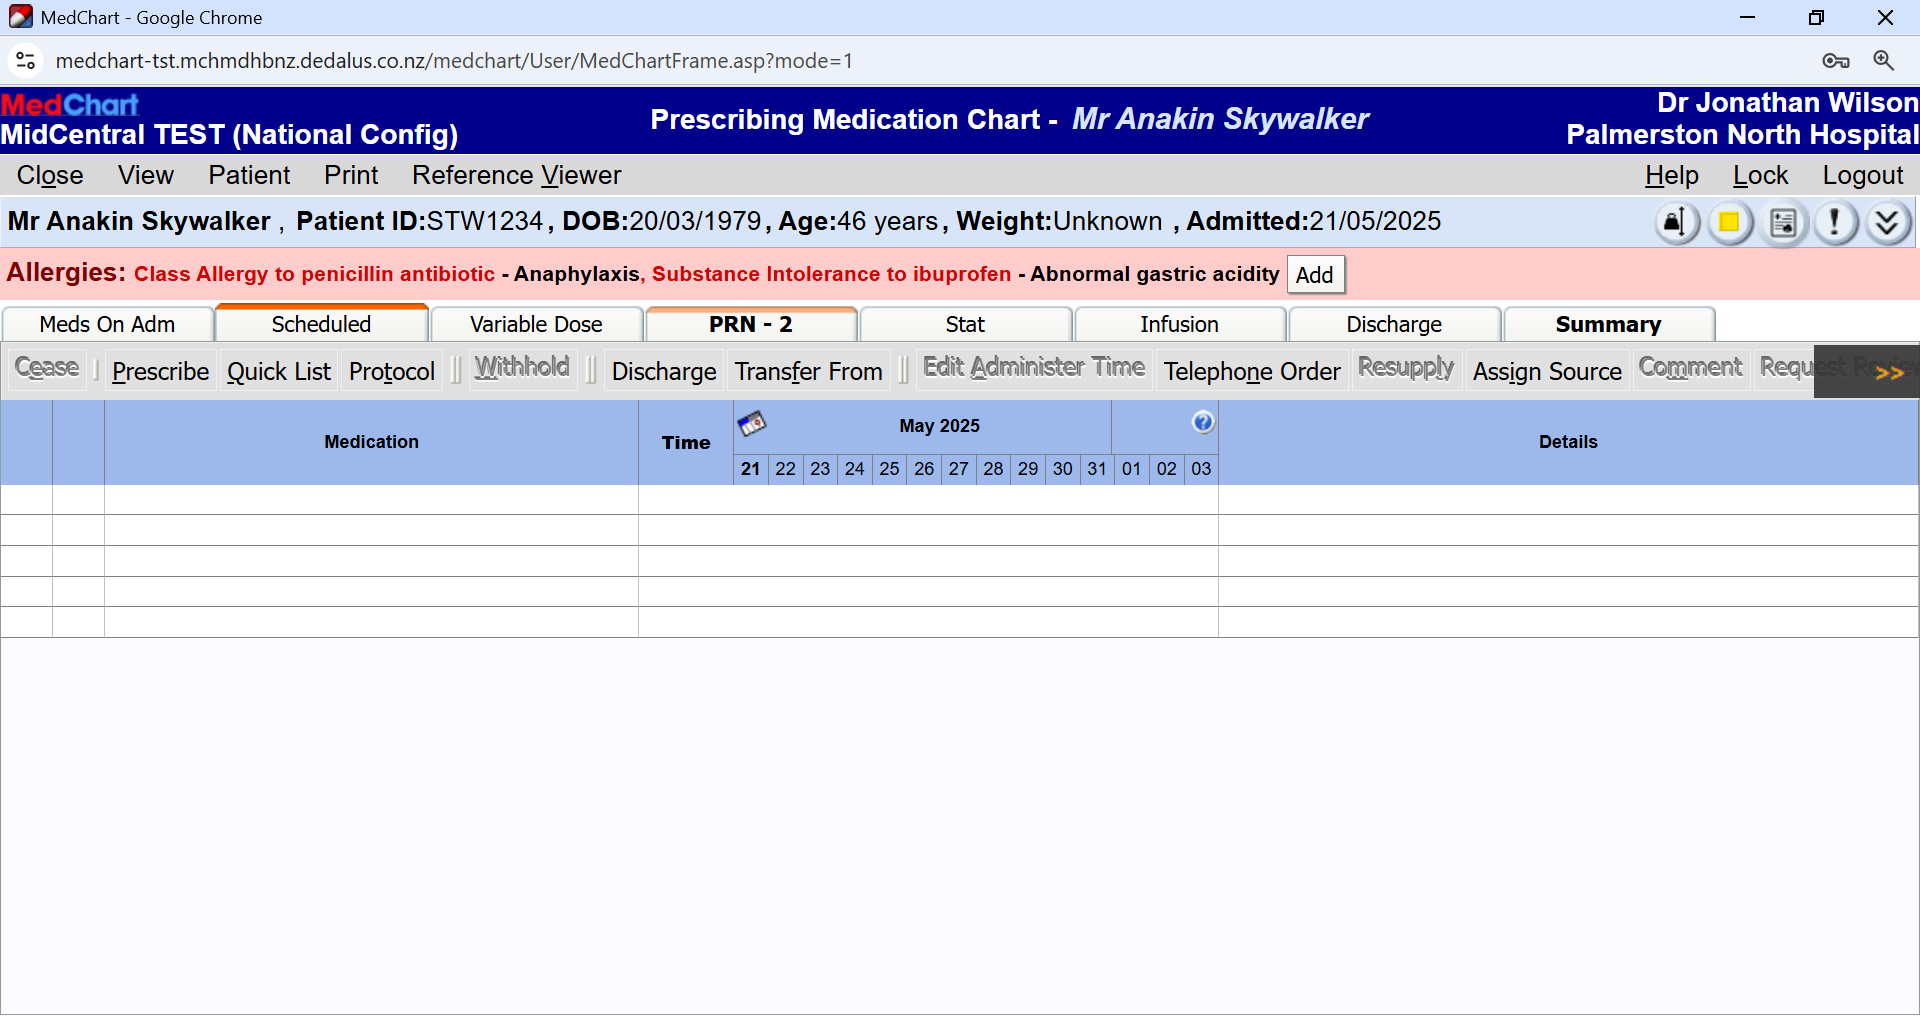 MedChart - Google Chrome
medchart-tst.mchmdhbnz.dedalus.co.nz/medchart/User/MedChartFrame.asp?mode=1
MedChart
MidCentral TEST (National Config)
Prescribing Medication Chart - Mr Anakin Skywalker
Dr Jonathan Wilson
Palmerston North Hospital
Close View Patient Print Reference Viewer Help Lock Logout
Mr Anakin Skywalker , Patient ID:STW1234, DOB:20/03/1979, Age:46 years, Weight:Unknown , Admitted:21/05/2025
Allergies: Class Allergy to penicillin antibiotic - Anaphylaxis, Substance Intolerance to ibuprofen - Abnormal gastric acidity Add
Meds On Adm Scheduled Variable Dose PRN - 2 Stat Infusion Discharge Summary
Cease Prescribe Quick List Protocol Withhold Discharge Transfer From Edit Administer Time Telephone Order Resupply Assign Source Comment Request Review >>
Medication Time May 2025 Details
21 22 23 24 25 26 27 28 29 30 31 01 02 03